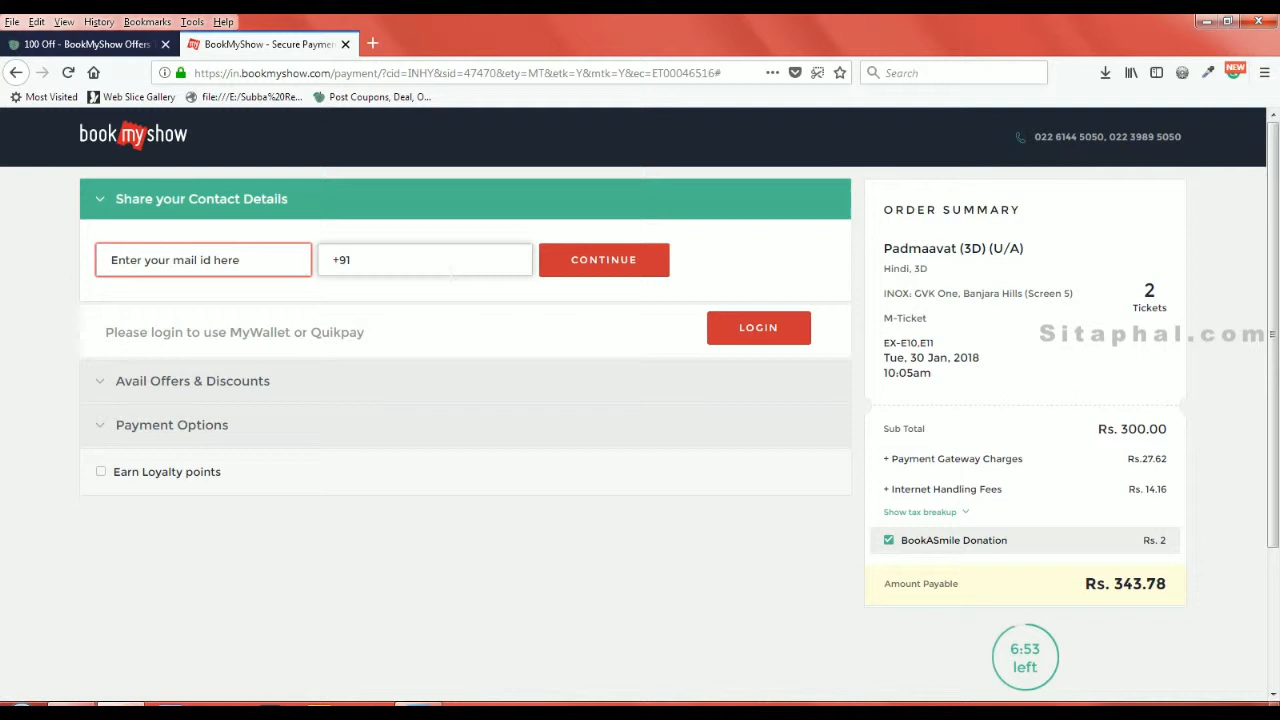 File Edit View History Bookmarks Tools Help
100 Off - BookMyShow Offers
BookMyShow - Secure Payme
https://in.bookmyshow.com/payment/?cid=INHY&sid=47470&ety=MT&etk=Y&mtk=Y&ec=ET00046516#
Search
NEW
Most Visited
Web Slice Gallery
file:///E:/Subba%20Re...
Post Coupons, Deal, O...
book my show
022 6144 5050, 022 3989 5050
Share your Contact Details
Enter your mail id here
+91
CONTINUE
Please login to use MyWallet or Quikpay
LOGIN
Avail Offers & Discounts
Payment Options
Earn Loyalty points
ORDER SUMMARY
Padmaavat (3D) (U/A)
Hindi, 3D
INOX: GVK One, Banjara Hills (Screen 5)
2
Tickets
M-Ticket
Sitaphal.com
EX-E10,E11
Tue, 30 Jan, 2018
10:05am
Sub Total Rs. 300.00
+ Payment Gateway Charges Rs.27.62
+ Internet Handling Fees Rs. 14.16
Show tax breakup
BookASmile Donation Rs. 2
Amount Payable Rs. 343.78
6:53
left